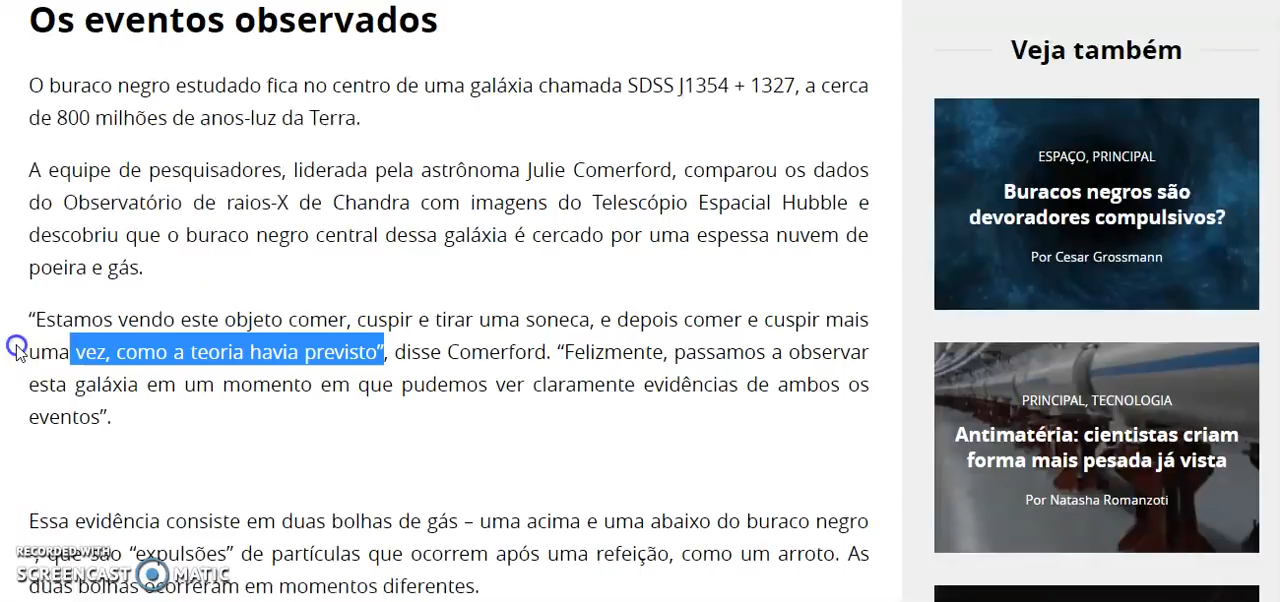 Os eventos observados
O buraco negro estudado fica no centro de uma galáxia chamada SDSS J1354 + 1327, a cerca
de 800 milhões de anos-luz da Terra.
A equipe de pesquisadores, liderada pela astrônoma Julie Comerford, comparou os dados
do Observatório de raios-X de Chandra com imagens do Telescópio Espacial Hubble e
descobriu que o buraco negro central dessa galáxia é cercado por uma espessa nuvem de
poeira e gás.
“Estamos vendo este objeto comer, cuspir e tirar uma soneca, e depois comer e cuspir mais
uma vez, como a teoria havia previsto”, disse Comerford. “Felizmente, passamos a observar
esta galáxia em um momento em que pudemos ver claramente evidências de ambos os
eventos”.
Essa evidência consiste em duas bolhas de gás – uma acima e uma abaixo do buraco negro
são “expulsões” de partículas que ocorrem após uma refeição, como um arroto. As
duas bolhas ocorreram em momentos diferentes.
RECORDED WITH
SCREENCAST MATIC
Veja também
ESPAÇO, PRINCIPAL
Buracos negros são
devoradores compulsivos?
Por Cesar Grossmann
PRINCIPAL, TECNOLOGIA
Antimatéria: cientistas criam
forma mais pesada já vista
Por Natasha Romanzoti